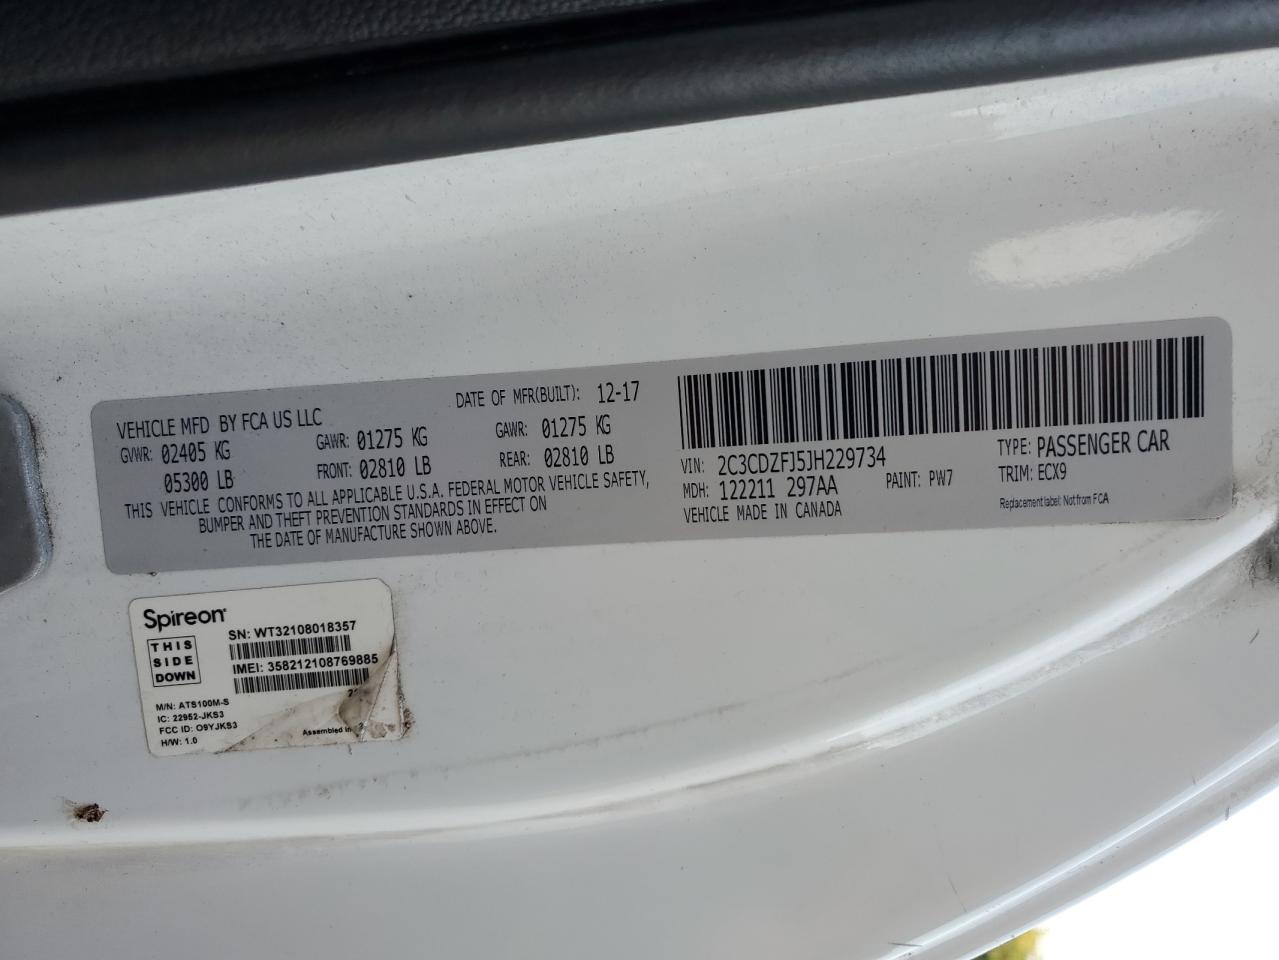 VEHICLE MFD BY FCA US LLC DATE OF MFR(BUILT): 12-17
GVWR: 02405 KG GAWR: 01275 KG GAWR: 01275 KG
05300 LB FRONT: 02810 LB REAR: 02810 LB
THIS VEHICLE CONFORMS TO ALL APPLICABLE U.S.A. FEDERAL MOTOR VEHICLE SAFETY,
BUMPER AND THEFT PREVENTION STANDARDS IN EFFECT ON
THE DATE OF MANUFACTURE SHOWN ABOVE.
VIN: 2C3CDZFJ5JH229734 TYPE: PASSENGER CAR
MDH: 122211 297AA PAINT: PW7 TRIM: ECX9
VEHICLE MADE IN CANADA Replacement label: Not from FCA
Spireon
THIS
SIDE
DOWN
SN: WT32108018357
IMEI: 358212108769885
M/N: ATS100M-S
IC: 22952-JKS3
FCC ID: O9YJKS3
H/W: 1.0
Assembled in